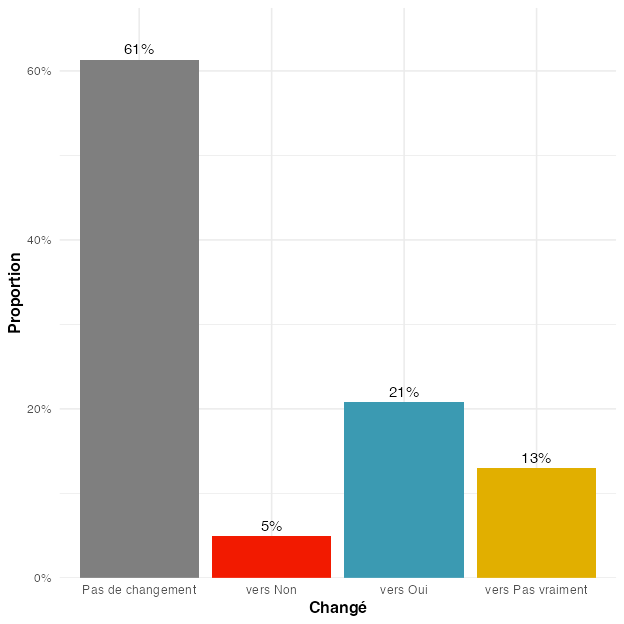 61%
60%
40%
21%
20%
13%
5%
0%
Proportion
Pas de changement
vers Non
vers Oui
vers Pas vraiment
Changé